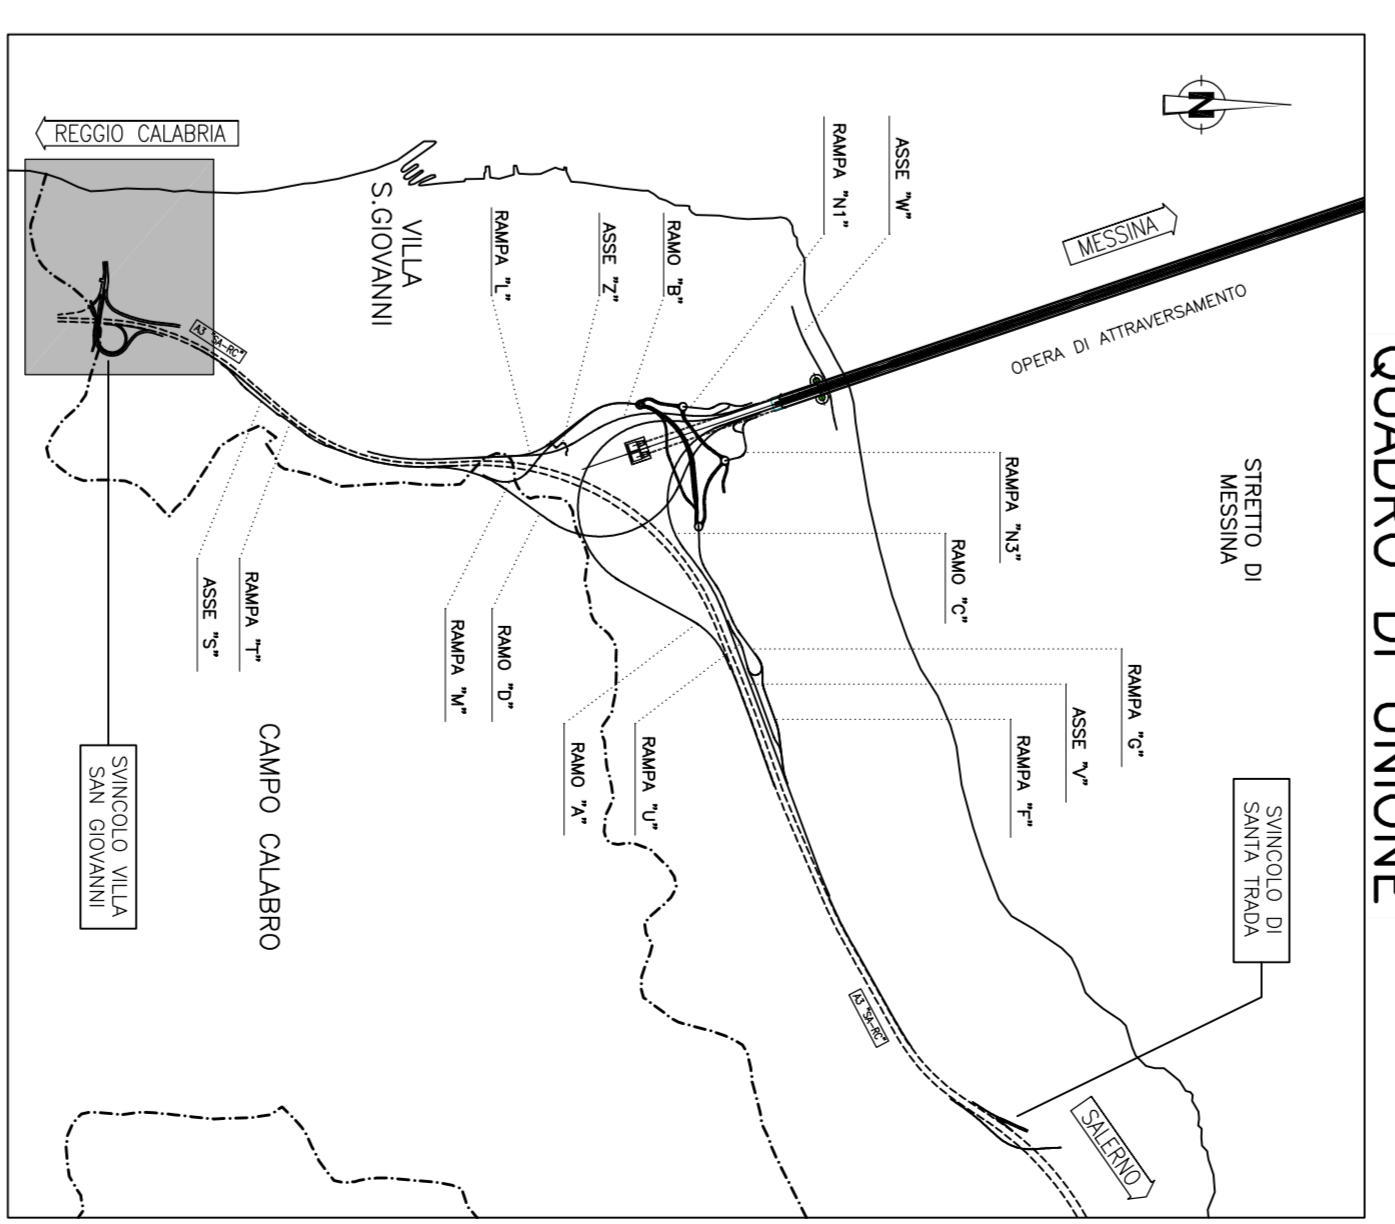 QUADRO DI UNIONE
N
REGGIO CALABRIA
VILLA
S.GIOVANNI
RAMPA "L"
ASSE "Z"
RAMO "B"
RAMPA "N1"
ASSE "W"
MESSINA
OPERA DI ATTRAVERSAMENTO
STRETTO DI
MESSINA
A3 "SA-RC"
RAMPA "N3"
RAMO "C"
RAMPA "G"
ASSE "V"
RAMPA "F"
ASSE "S"
RAMPA "T"
RAMPA "M"
RAMO "D"
RAMO "A"
RAMPA "U"
SVINCOLO VILLA
SAN GIOVANNI
CAMPO CALABRO
SVINCOLO DI
SANTA TRADA
A3 "SA-RC"
SALERNO